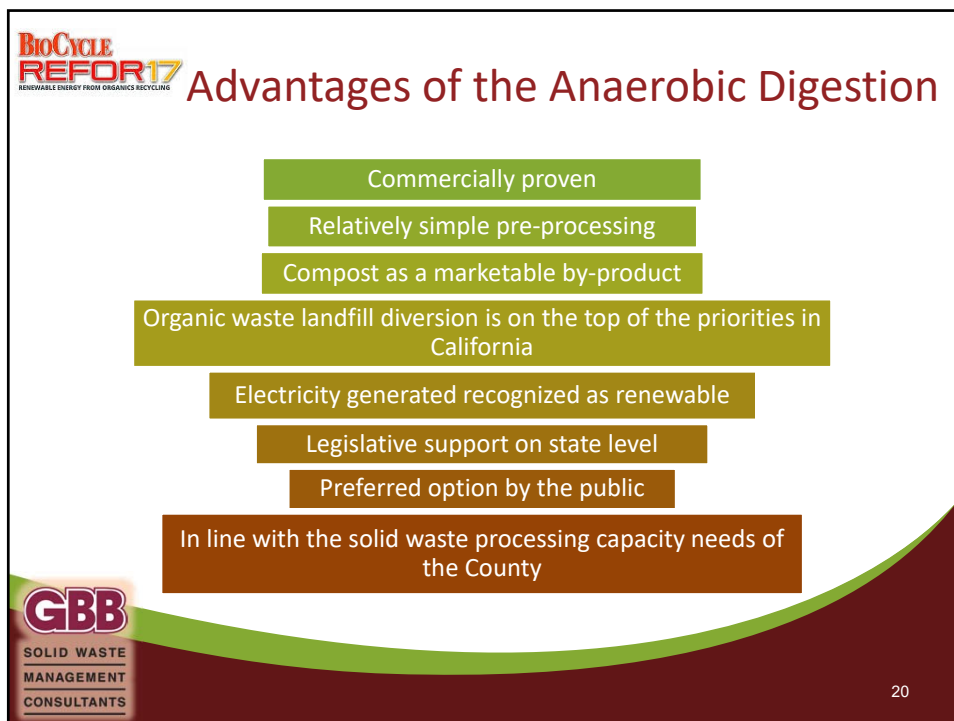 BIOCYCLE
REFOR17
RENEWABLE ENERGY FROM ORGANICS RECYCLING
Advantages of the Anaerobic Digestion
Commercially proven
Relatively simple pre-processing
Compost as a marketable by-product
Organic waste landfill diversion is on the top of the priorities in
California
Electricity generated recognized as renewable
Legislative support on state level
Preferred option by the public
In line with the solid waste processing capacity needs of
the County
GBB
SOLID WASTE
MANAGEMENT
CONSULTANTS
20